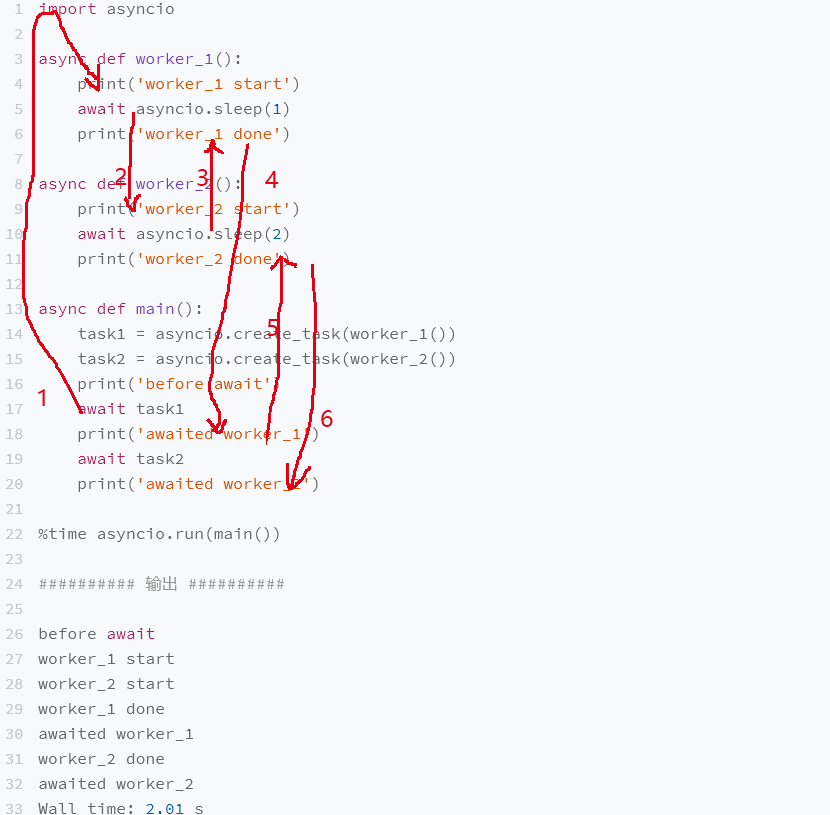 1 import asyncio
2
3 async def worker_1():
4     print('worker_1 start')
5     await asyncio.sleep(1)
6     print('worker_1 done')
7
8 async def worker_2():
9     print('worker_2 start')
10     await asyncio.sleep(2)
11     print('worker_2 done')
12
13 async def main():
14     task1 = asyncio.create_task(worker_1())
15     task2 = asyncio.create_task(worker_2())
16     print('before await')
17     await task1
18     print('awaited worker_1')
19     await task2
20     print('awaited worker_2')
21
22 %time asyncio.run(main())
23
24 ########## 输出 ##########
25
26 before await
27 worker_1 start
28 worker_2 start
29 worker_1 done
30 awaited worker_1
31 worker_2 done
32 awaited worker_2
33 Wall time: 2.01 s
1
2
3
4
5
6